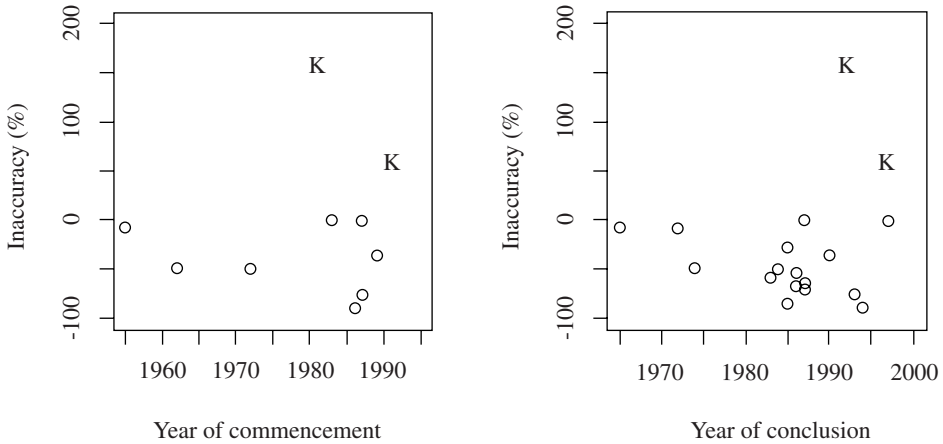 Inaccuracy (%)
200
100
0
-100
K
K
1960 1970 1980 1990
Year of commencement
Inaccuracy (%)
200
100
0
-100
K
K
1970 1980 1990 2000
Year of conclusion